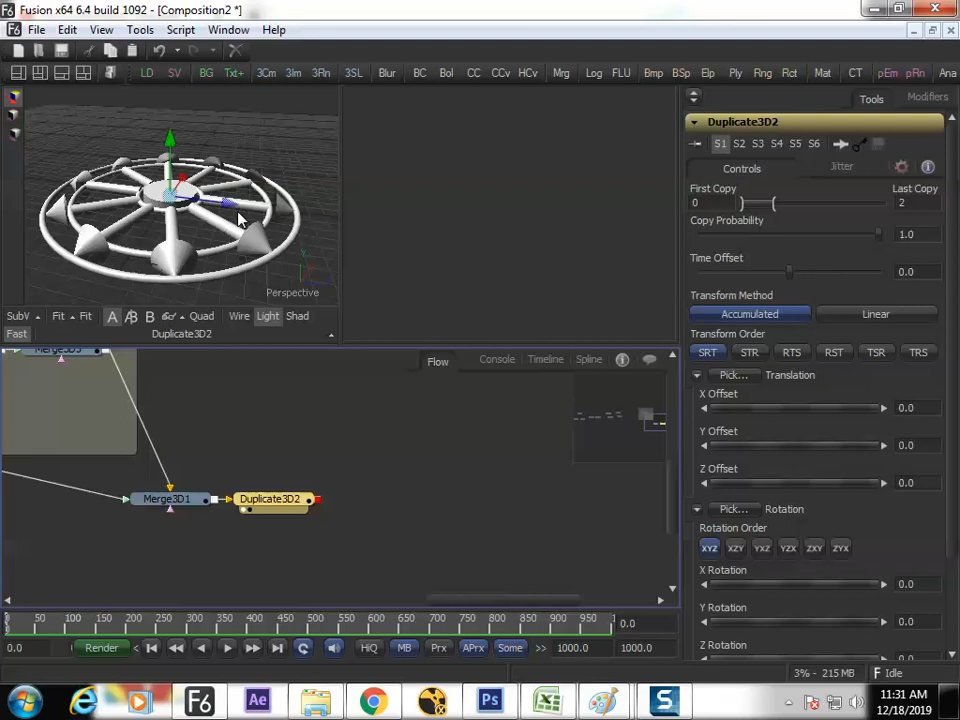 Fusion x64 6.4 build 1092 - [Composition2 *]
File Edit View Tools Script Window Help
LD SV BG Txt+ 3Cm 3Im 3Rn 3SL Blur BC Bol CC CCv HCv Mrg Log FLU Bmp BSp Elp Ply Rng Rct Mat CT pEm pRn Ana
Tools Modifiers
Duplicate3D2
S1 S2 S3 S4 S5 S6
Controls Jitter
First Copy Last Copy
0 2
Copy Probability
1.0
Time Offset
0.0
Transform Method
Accumulated Linear
Transform Order
SRT STR RTS RST TSR TRS
Pick... Translation
X Offset
0.0
Y Offset
0.0
Z Offset
0.0
Pick... Rotation
Rotation Order
XYZ XZY YXZ YZX ZXY ZYX
X Rotation
0.0
Y Rotation
0.0
Z Rotation
0.0
Perspective
SubV Fit Fit A B Quad Wire Light Shad
Fast Duplicate3D2
Flow Console Timeline Spline
Merge3D1 Duplicate3D2
0 50 100 150 200 250 300 350 400 450 500 550 600 650 700 750 800 850 900 950 0.0
0.0 Render HiQ MB Prx APrx Some >> 1000.0 1000.0
3% - 215 MB Idle
F6 Ae Ps S
11:31 AM
12/18/2019